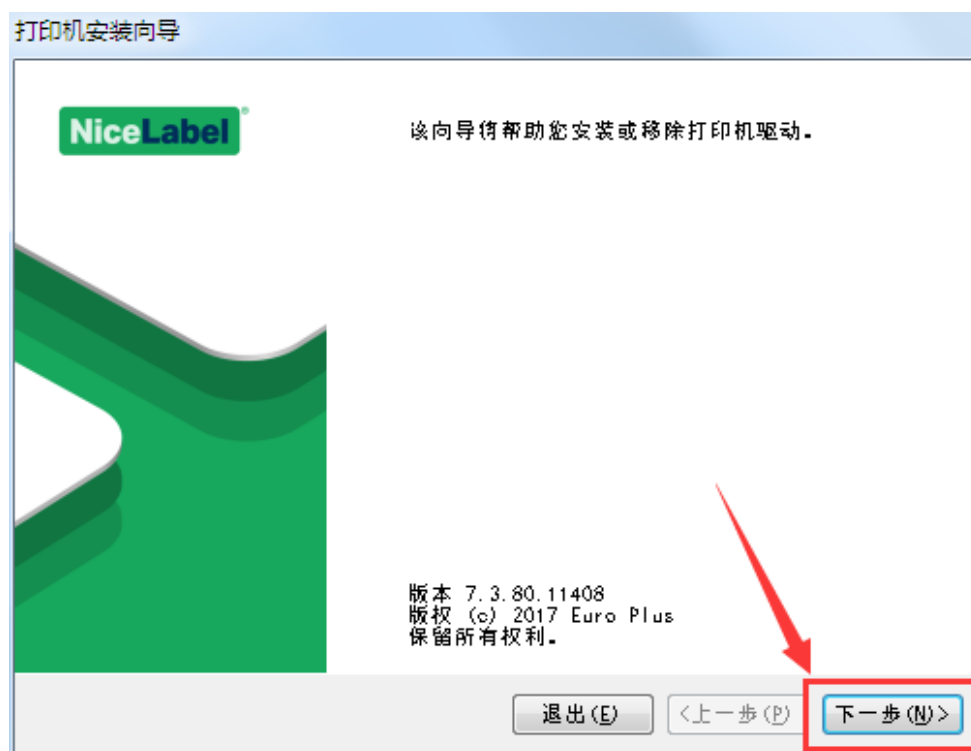 打印机安装向导
NiceLabel®
该向导将帮助您安装或移除打印机驱动。
版本 7.3.80.11408
版权 (c) 2017 Euro Plus
保留所有权利。
退出(E) <上一步(P) 下一步(N)>